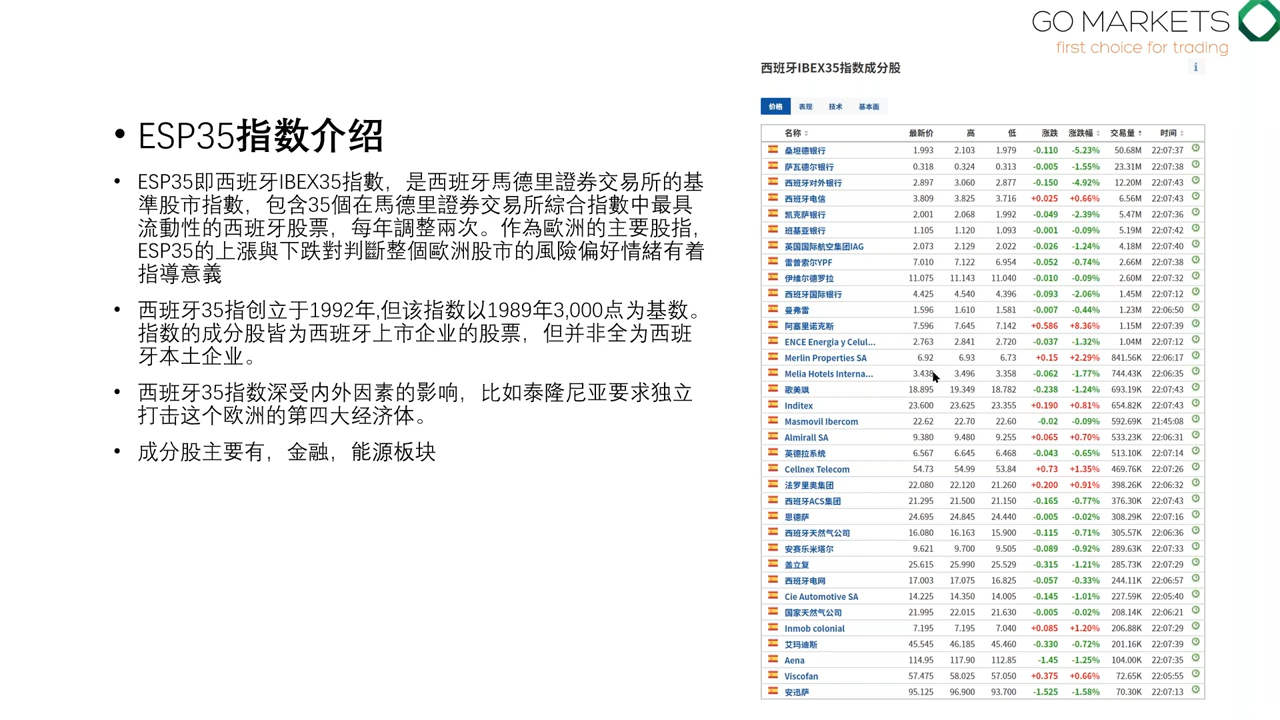 GO MARKETS
first choice for trading
• ESP35指数介绍
• ESP35即西班牙IBEX35指數，是西班牙馬德里證券交易所的基
準股市指數，包含35個在馬德里證券交易所綜合指數中最具
流動性的西班牙股票，每年調整兩次。作為歐洲的主要股指，
ESP35的上漲與下跌對判斷整個歐洲股市的風險偏好情緒有着
指導意義
• 西班牙35指创立于1992年,但该指数以1989年3,000点为基数。
指数的成分股皆为西班牙上市企业的股票，但并非全为西班
牙本土企业。
• 西班牙35指数深受内外因素的影响，比如泰隆尼亚要求独立
打击这个欧洲的第四大经济体。
• 成分股主要有，金融，能源板块
西班牙IBEX35指数成分股
价格 表现 技术 基本面
名称 最新价 高 低 涨跌 涨跌幅 交易量 时间
桑坦德银行 1.993 2.103 1.979 -0.110 -5.23% 50.68M 22:07:37
萨瓦德尔银行 0.318 0.324 0.313 -0.005 -1.55% 23.31M 22:07:38
西班牙对外银行 2.897 3.060 2.877 -0.150 -4.92% 12.20M 22:07:43
西班牙电信 3.809 3.825 3.716 +0.025 +0.66% 6.56M 22:07:43
凯克萨银行 2.001 2.068 1.992 -0.049 -2.39% 5.47M 22:07:36
班基亚银行 1.105 1.120 1.093 -0.001 -0.09% 5.19M 22:07:42
英国国际航空集团IAG 2.073 2.129 2.022 -0.026 -1.24% 4.18M 22:07:40
雷普索尔YPF 7.010 7.122 6.954 -0.052 -0.74% 2.66M 22:07:38
伊维尔德罗拉 11.075 11.143 11.040 -0.010 -0.09% 2.60M 22:07:32
西班牙国际银行 4.425 4.540 4.396 -0.093 -2.06% 1.45M 22:07:12
曼弗雷 1.596 1.610 1.581 -0.007 -0.44% 1.23M 22:06:50
阿塞里诺克斯 7.596 7.645 7.142 +0.586 +8.36% 1.15M 22:07:39
ENCE Energia y Celul... 2.763 2.841 2.720 -0.037 -1.32% 1.04M 22:07:12
Merlin Properties SA 6.92 6.93 6.73 +0.15 +2.29% 841.56K 22:06:17
Melia Hotels Interna... 3.438 3.496 3.358 -0.062 -1.77% 744.43K 22:06:35
歌美飒 18.895 19.349 18.782 -0.238 -1.24% 693.19K 22:07:43
Inditex 23.600 23.625 23.355 +0.190 +0.81% 654.82K 22:07:43
Masmovil Ibercom 22.62 22.70 22.60 -0.02 -0.09% 592.69K 21:45:08
Almirall SA 9.380 9.480 9.255 +0.065 +0.70% 533.23K 22:06:31
英德拉系统 6.567 6.645 6.468 -0.043 -0.65% 513.10K 22:07:14
Cellnex Telecom 54.73 54.99 53.84 +0.73 +1.35% 469.76K 22:07:26
法罗里奥集团 22.080 22.120 21.260 +0.200 +0.91% 398.26K 22:06:32
西班牙ACS集团 21.295 21.500 21.150 -0.165 -0.77% 376.30K 22:07:43
恩德萨 24.695 24.845 24.440 -0.005 -0.02% 308.29K 22:07:16
西班牙天然气公司 16.080 16.163 15.900 -0.115 -0.71% 305.57K 22:06:36
安赛乐米塔尔 9.621 9.700 9.505 -0.089 -0.92% 289.63K 22:07:33
盖立复 25.615 25.990 25.529 -0.315 -1.21% 285.73K 22:07:29
西班牙电网 17.003 17.075 16.825 -0.057 -0.33% 244.11K 22:06:57
Cie Automotive SA 14.225 14.350 14.005 -0.145 -1.01% 227.59K 22:05:40
国家天然气公司 21.995 22.015 21.630 -0.005 -0.02% 208.14K 22:06:21
Inmob colonial 7.195 7.195 7.040 +0.085 +1.20% 206.88K 22:07:29
艾玛迪斯 45.545 46.185 45.460 -0.330 -0.72% 201.16K 22:07:39
Aena 114.95 117.90 112.85 -1.45 -1.25% 104.00K 22:07:35
Viscofan 57.475 58.025 57.050 +0.375 +0.66% 72.65K 22:05:55
安迅萨 95.125 96.900 93.700 -1.525 -1.58% 70.30K 22:07:13